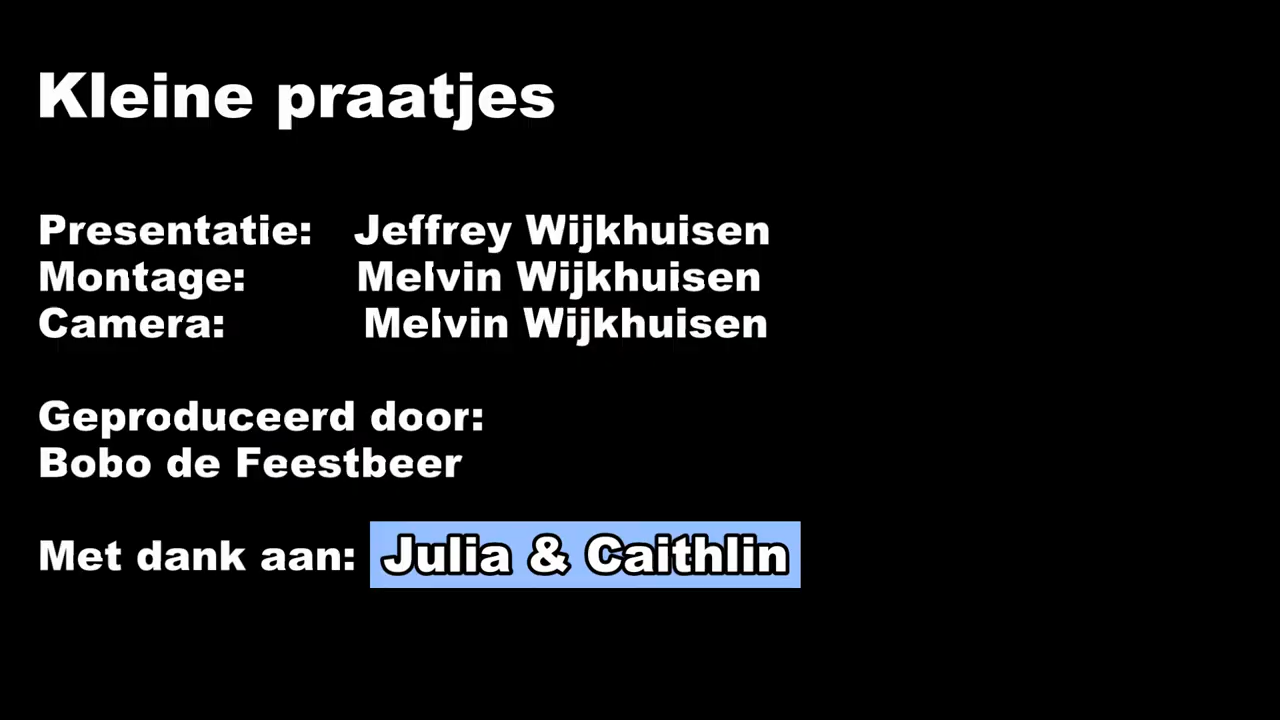 Kleine praatjes
Presentatie: Jeffrey Wijkhuisen
Montage: Melvin Wijkhuisen
Camera: Melvin Wijkhuisen
Geproduceerd door:
Bobo de Feestbeer
Met dank aan: Julia & Caithlin